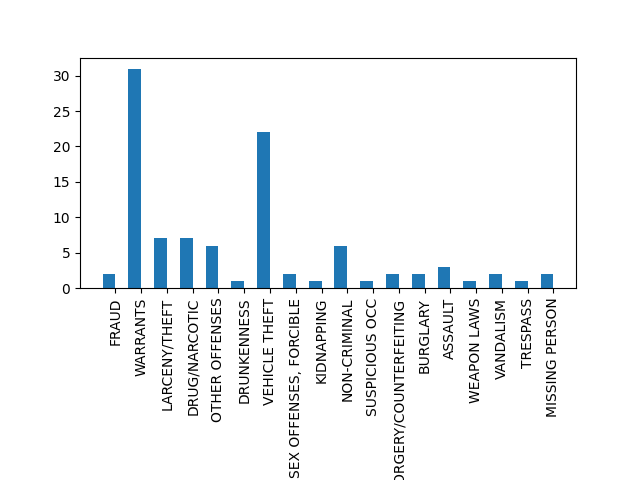 30
25
20
15
10
5
0
FRAUD
WARRANTS
LARCENY/THEFT
DRUG/NARCOTIC
OTHER OFFENSES
DRUNKENNESS
VEHICLE THEFT
SEX OFFENSES, FORCIBLE
KIDNAPPING
NON-CRIMINAL
SUSPICIOUS OCC
ORGERY/COUNTERFEITING
BURGLARY
ASSAULT
WEAPON LAWS
VANDALISM
TRESPASS
MISSING PERSON